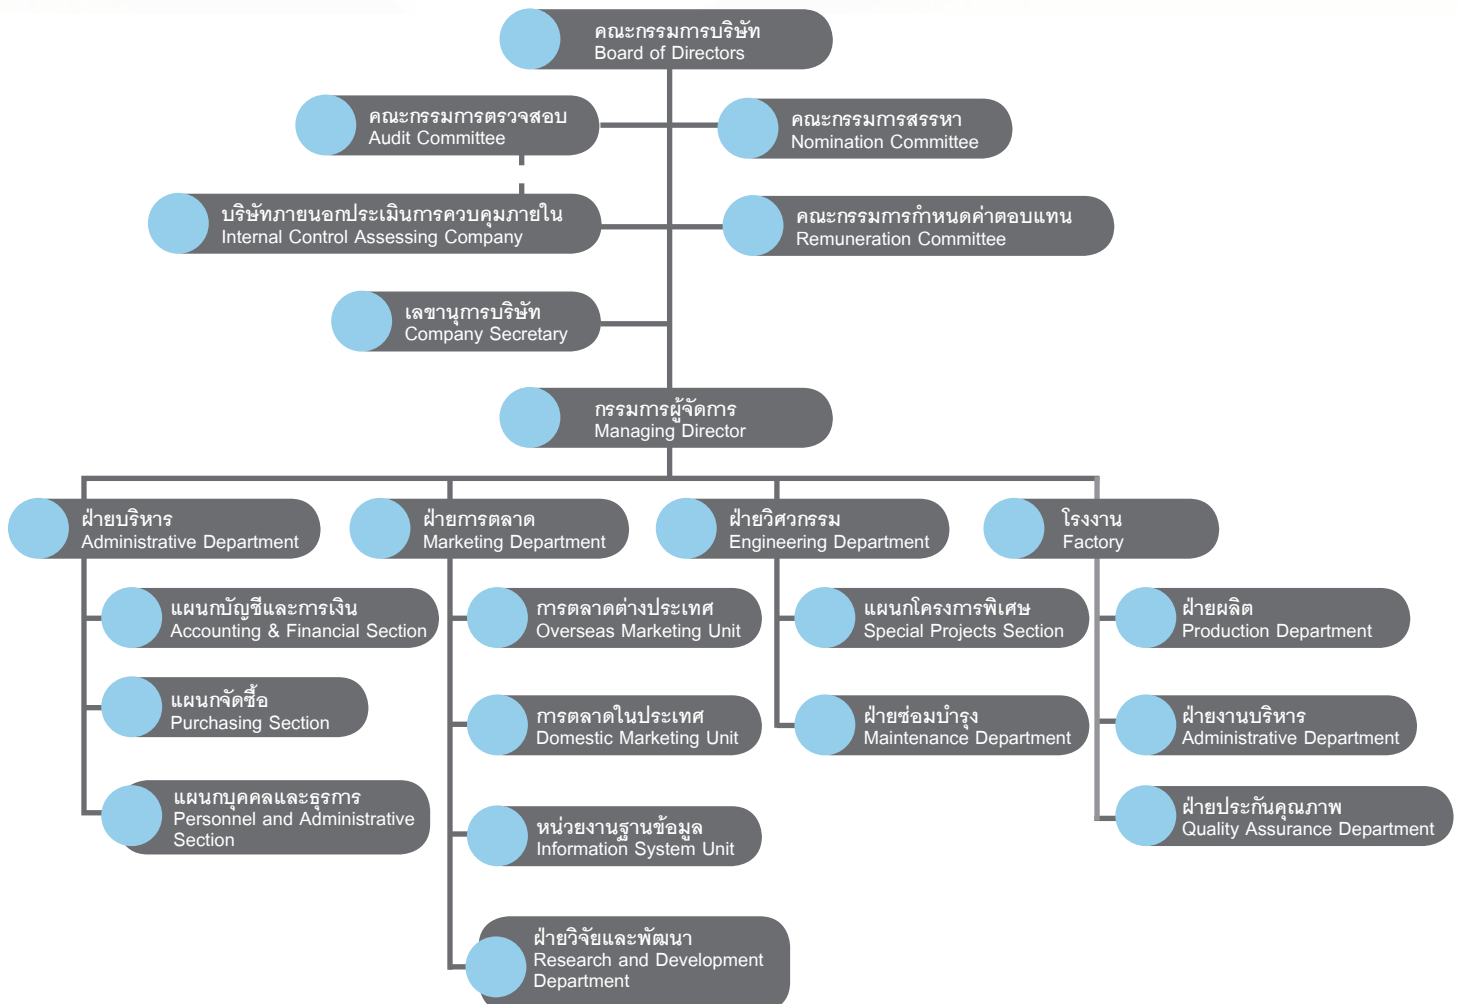 คณะกรรมการบริษัท
Board of Directors
คณะกรรมการตรวจสอบ
Audit Committee
คณะกรรมการสรรหา
Nomination Committee
บริษัทภายนอกประเมินการควบคุมภายใน
Internal Control Assessing Company
คณะกรรมการกำหนดค่าตอบแทน
Remuneration Committee
เลขานุการบริษัท
Company Secretary
กรรมการผู้จัดการ
Managing Director
ฝ่ายบริหาร
Administrative Department
ฝ่ายการตลาด
Marketing Department
ฝ่ายวิศวกรรม
Engineering Department
โรงงาน
Factory
แผนกบัญชีและการเงิน
Accounting & Financial Section
การตลาดต่างประเทศ
Overseas Marketing Unit
แผนกโครงการพิเศษ
Special Projects Section
ฝ่ายผลิต
Production Department
แผนกจัดซื้อ
Purchasing Section
การตลาดในประเทศ
Domestic Marketing Unit
ฝ่ายซ่อมบำรุง
Maintenance Department
ฝ่ายงานบริหาร
Administrative Department
แผนกบุคคลและธุรการ
Personnel and Administrative
Section
หน่วยงานฐานข้อมูล
Information System Unit
ฝ่ายประกันคุณภาพ
Quality Assurance Department
ฝ่ายวิจัยและพัฒนา
Research and Development
Department